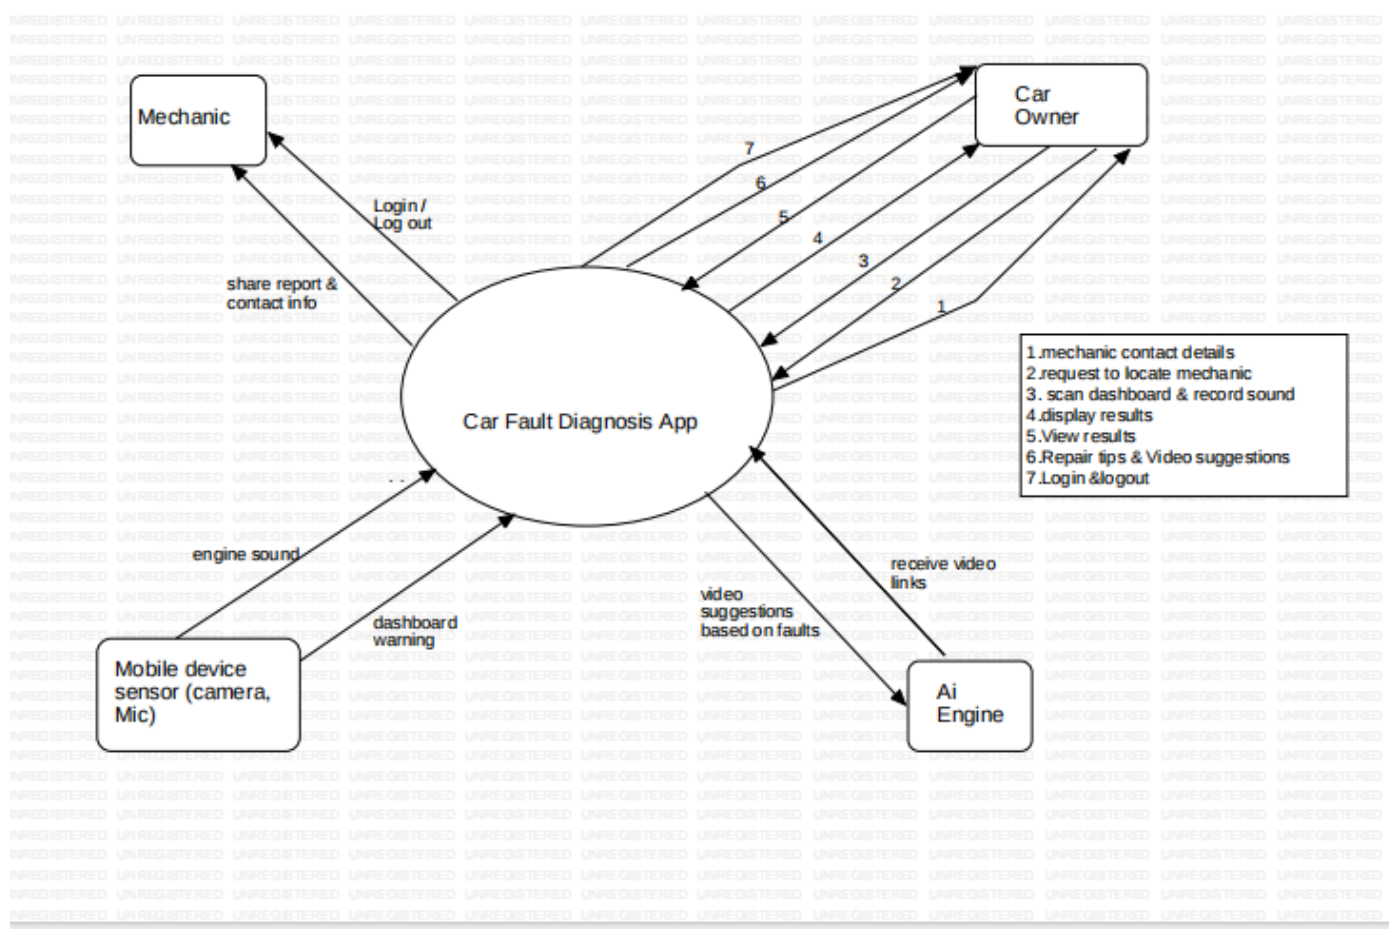 Mechanic
Car
Owner
7
6
5
4
3
2
1
Login /
Log out
share report &
contact info
1.mechanic contact details
2.request to locate mechanic
3. scan dashboard & record sound
4.display results
5.View results
6.Repair tips & Video suggestions
7.Login &logout
Car Fault Diagnosis App
. .
engine sound
receive video
links
video
suggestions
based on faults
dashboard
warning
Mobile device
sensor (camera,
Mic)
Ai
Engine
UNREGISTERED